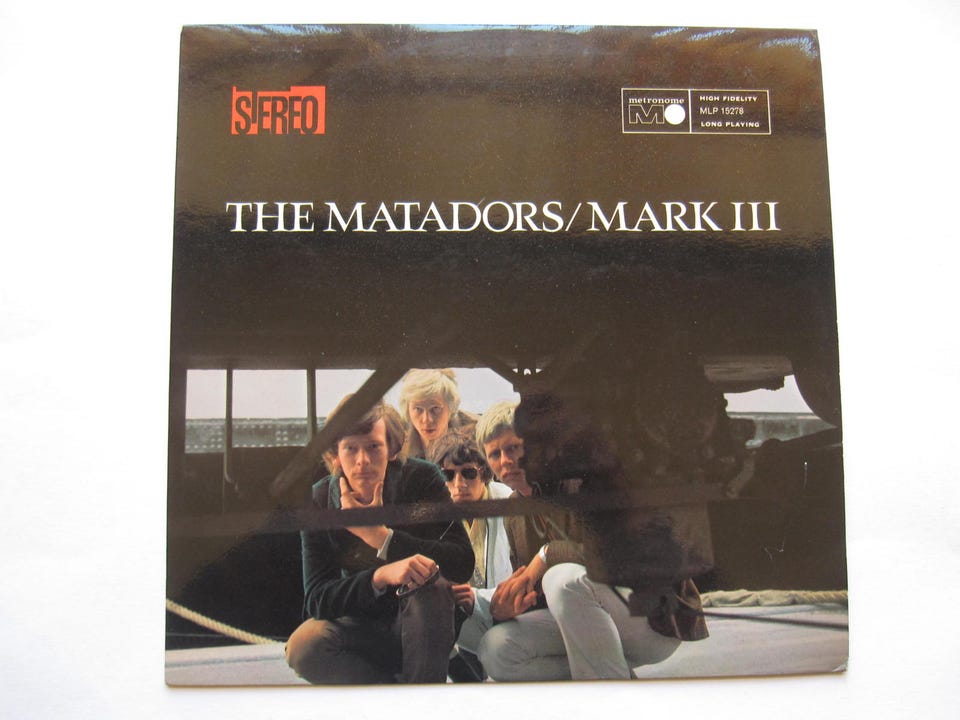 STEREO
metronome
HIGH FIDELITY
MLP 15278
LONG PLAYING
THE MATADORS/MARK III